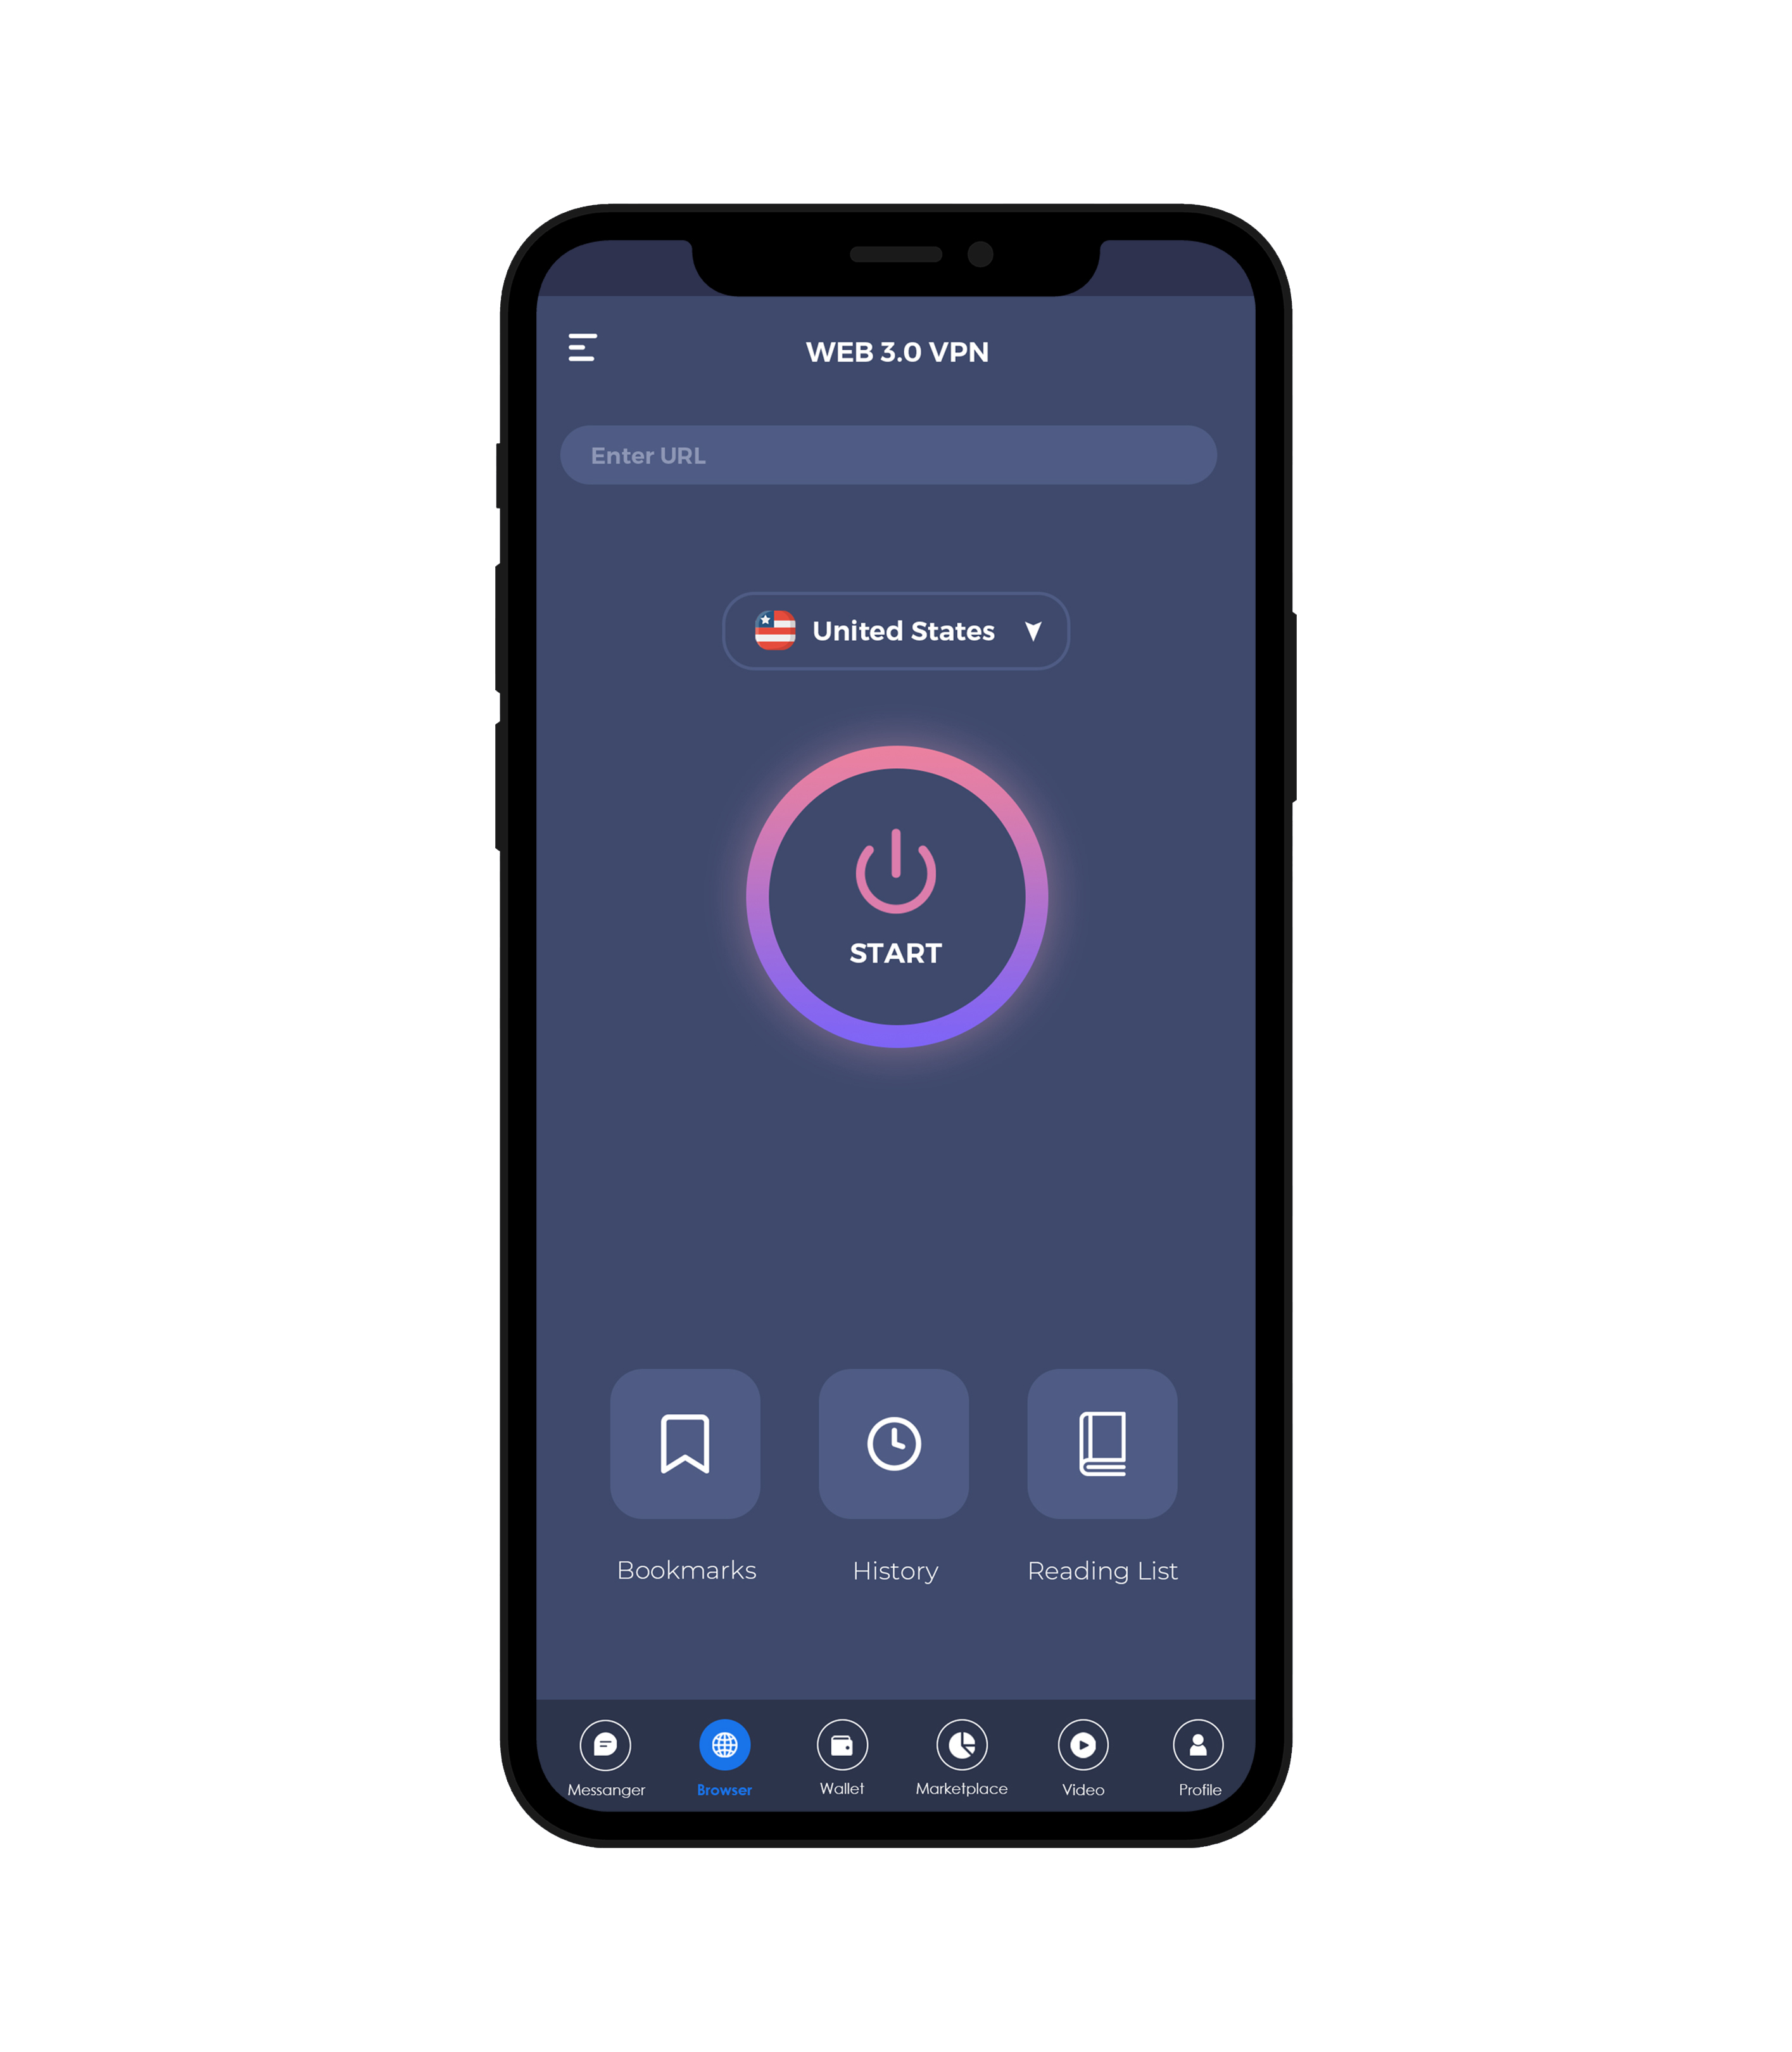 WEB 3.0 VPN
Enter URL
United States
START
Bookmarks
History
Reading List
Messanger
Browser
Wallet
Marketplace
Video
Profile